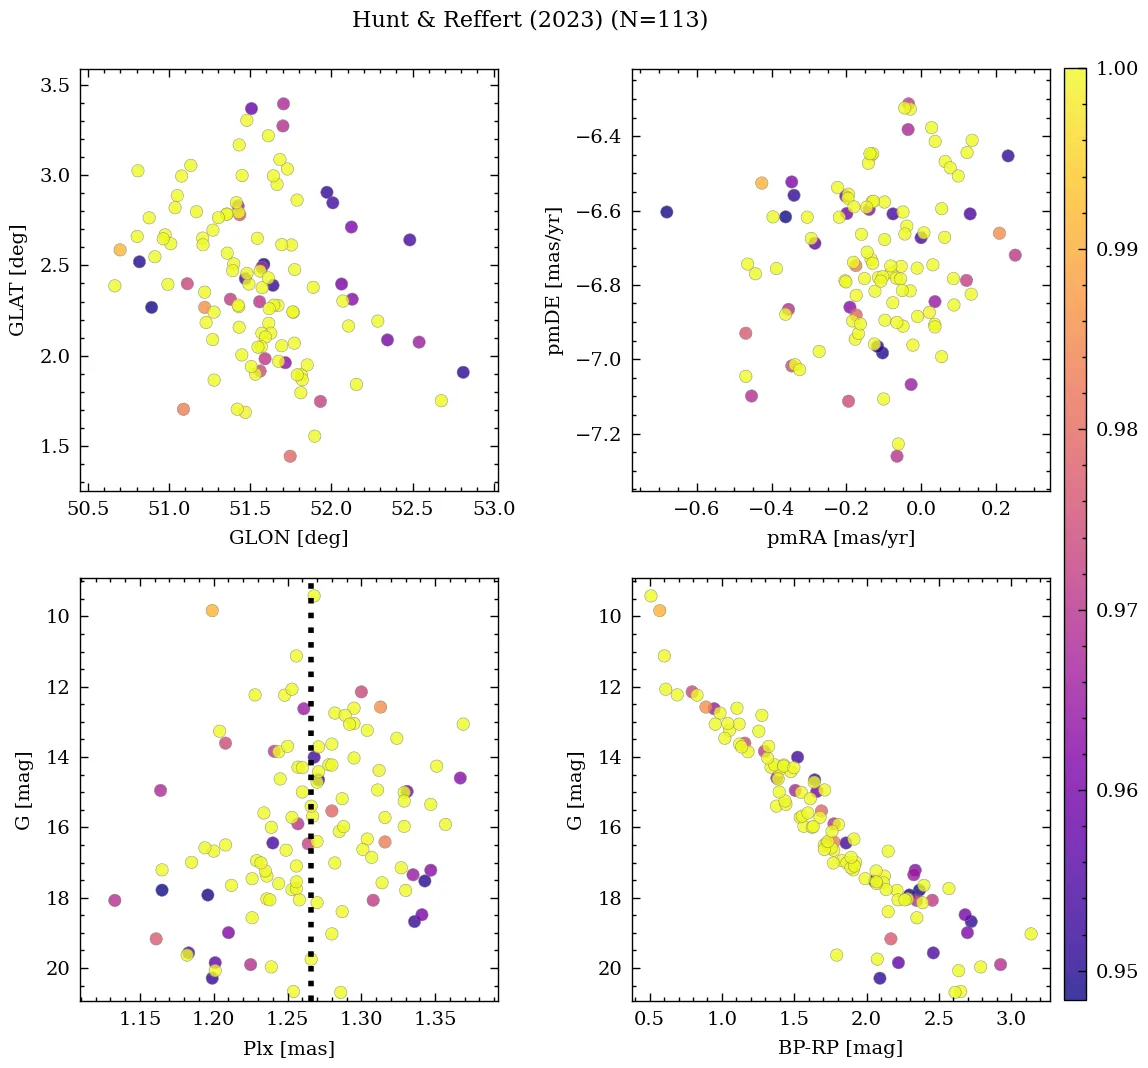 Hunt & Reffert (2023) (N=113)
3.5
3.0
2.5
2.0
1.5
GLAT [deg]
50.5 51.0 51.5 52.0 52.5 53.0
GLON [deg]
−6.4
−6.6
−6.8
−7.0
−7.2
pmDE [mas/yr]
−0.6 −0.4 −0.2 0.0 0.2
pmRA [mas/yr]
10
12
14
16
18
20
G [mag]
1.15 1.20 1.25 1.30 1.35
Plx [mas]
10
12
14
16
18
20
G [mag]
0.5 1.0 1.5 2.0 2.5 3.0
BP-RP [mag]
1.00
0.99
0.98
0.97
0.96
0.95